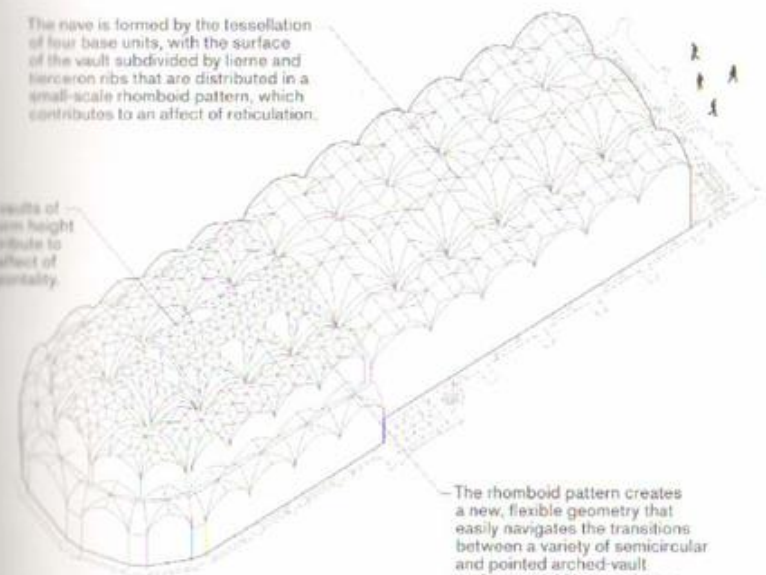 The nave is formed by the tessellation
of four base units, with the surface
of the vault subdivided by lierne and
tierceron ribs that are distributed in a
small-scale rhomboid pattern, which
contributes to an affect of reticulation.
vaults of
height
to
affect of
The rhomboid pattern creates
a new, flexible geometry that
easily navigates the transitions
between a variety of semicircular
and pointed arched-vault